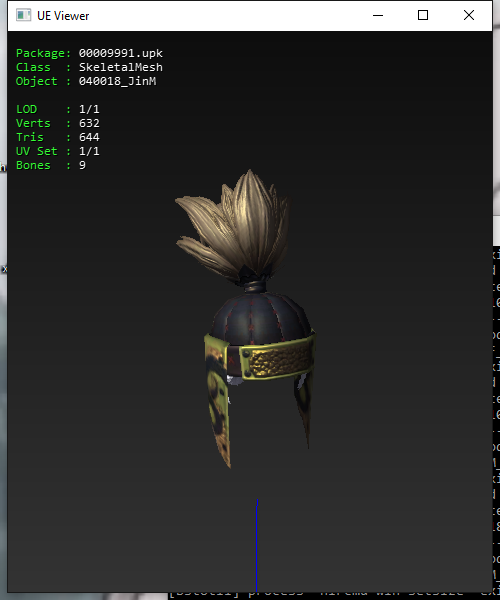 UE Viewer
Package: 00009991.upk
Class : SkeletalMesh
Object : 040018_JinM
LOD : 1/1
Verts : 632
Tris : 644
UV Set : 1/1
Bones : 9